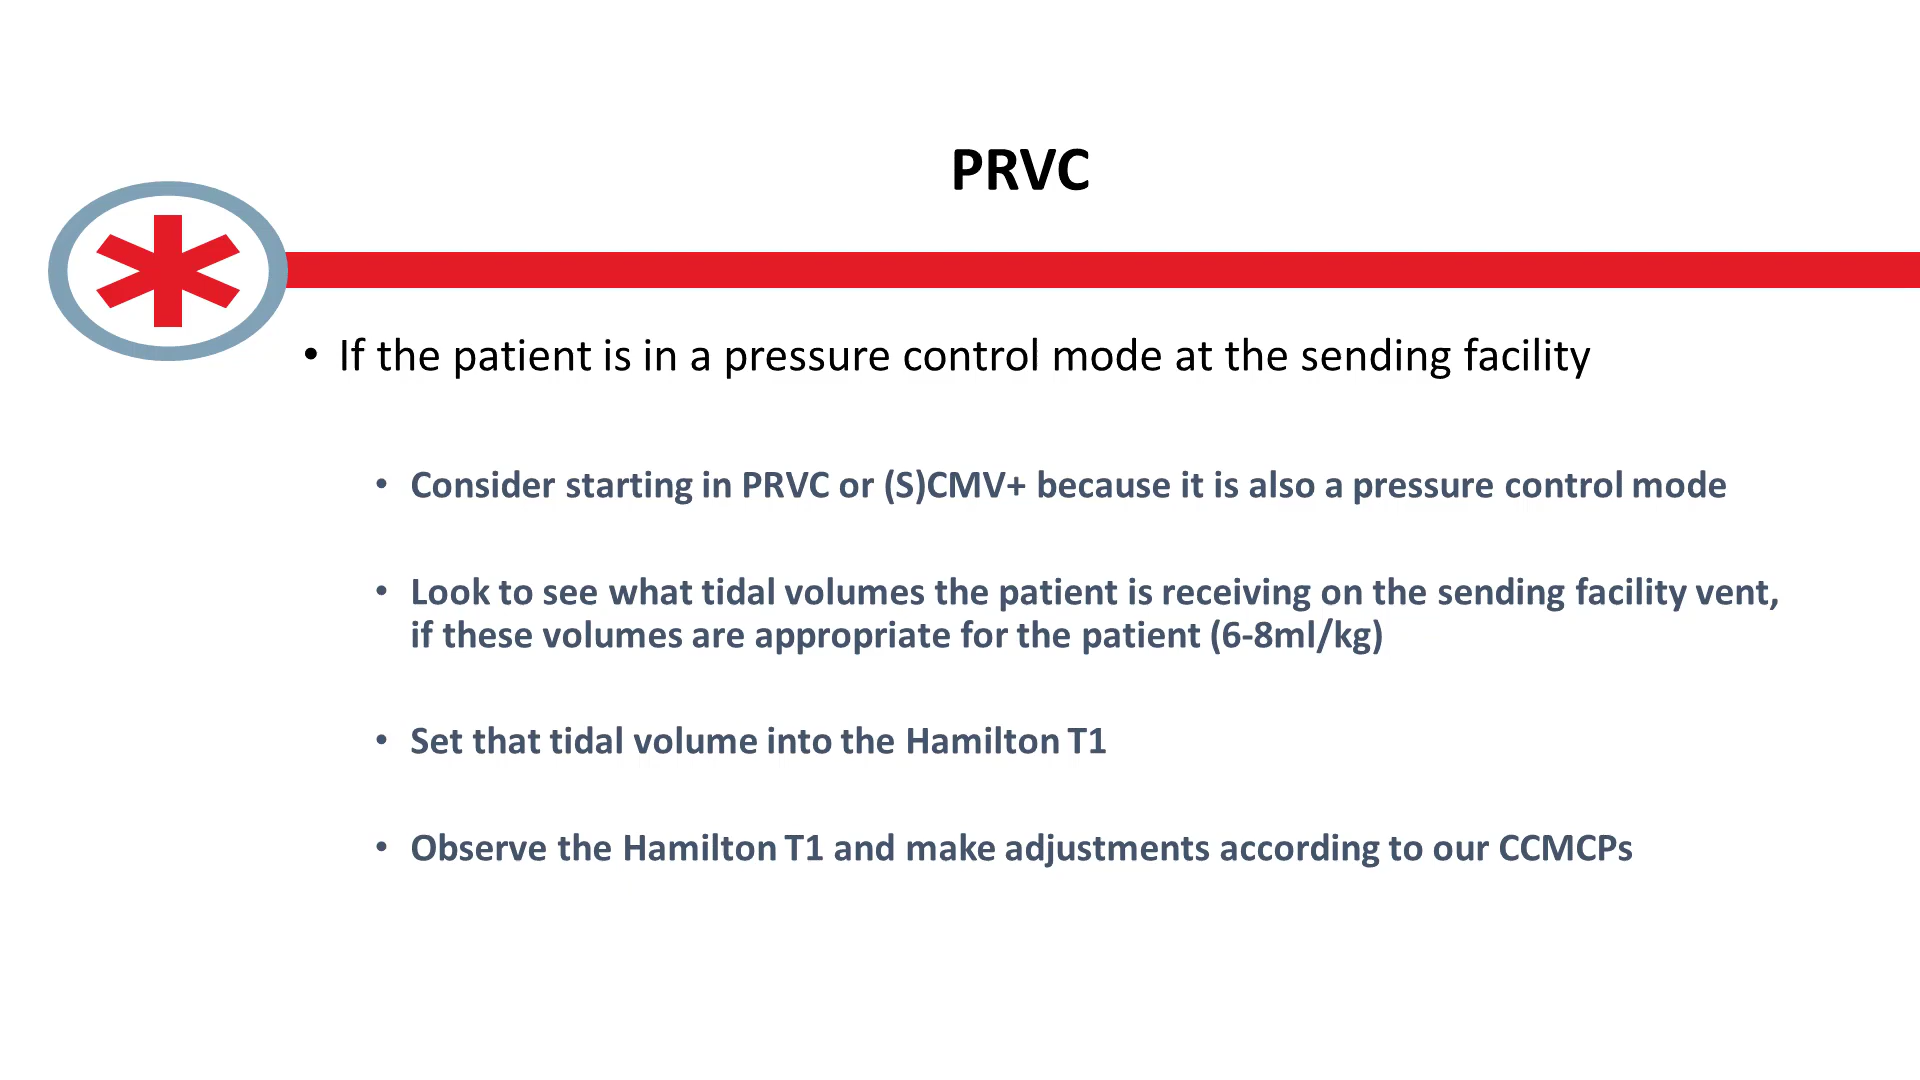 PRVC
• If the patient is in a pressure control mode at the sending facility
• Consider starting in PRVC or (S)CMV+ because it is also a pressure control mode
• Look to see what tidal volumes the patient is receiving on the sending facility vent,
if these volumes are appropriate for the patient (6-8ml/kg)
• Set that tidal volume into the Hamilton T1
• Observe the Hamilton T1 and make adjustments according to our CCMCPs